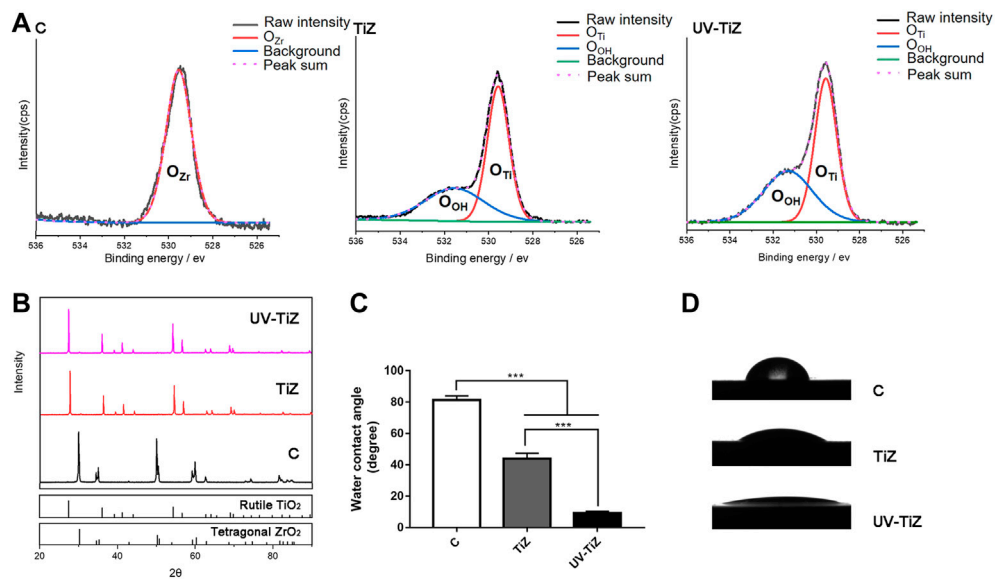 A
C
Raw intensity
O_Zr
Background
Peak sum
Intensity(cps)
O_Zr
536 534 532 530 528 526
Binding energy / ev
TiZ
Raw intensity
O_Ti
O_OH
Background
Peak sum
Intensity(cps)
O_Ti
O_OH
536 534 532 530 528 526
Binding energy / ev
UV-TiZ
Raw intensity
O_Ti
O_OH
Background
Peak sum
Intensity(cps)
O_OH
O_Ti
536 534 532 530 528 526
Binding energy / ev
B
UV-TiZ
TiZ
C
Rutile TiO₂
Tetragonal ZrO₂
Intensity
20 40 60 80
2θ
C
Water contact angle
(degree)
100
80
60
40
20
0
***
***
C
TiZ
UV-TiZ
D
C
TiZ
UV-TiZ